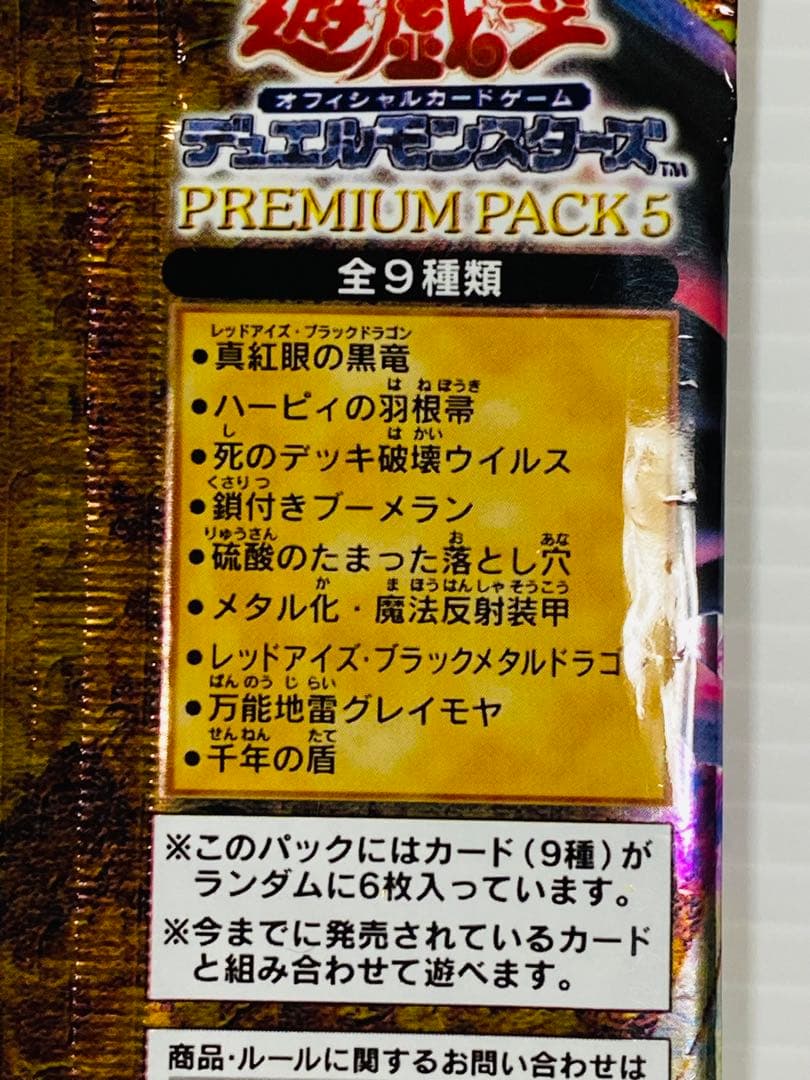 遊戯王
オフィシャルカードゲーム
デュエルモンスターズ™
PREMIUM PACK 5
全9種類
レッドアイズ・ブラックドラゴン
●真紅眼の黒竜
はねぼうき
●ハーピィの羽根帚
し はかい
●死のデッキ破壊ウイルス
くさりつ
●鎖付きブーメラン
りゅうさん お あな
●硫酸のたまった落とし穴
か まほうはんしゃそうこう
●メタル化・魔法反射装甲
●レッドアイズ・ブラックメタルドラゴ
ばんのうじらい
●万能地雷グレイモヤ
せんねん たて
●千年の盾
※このパックにはカード(9種)が
ランダムに6枚入っています。
※今までに発売されているカード
と組み合わせて遊べます。
商品・ルールに関するお問い合わせは